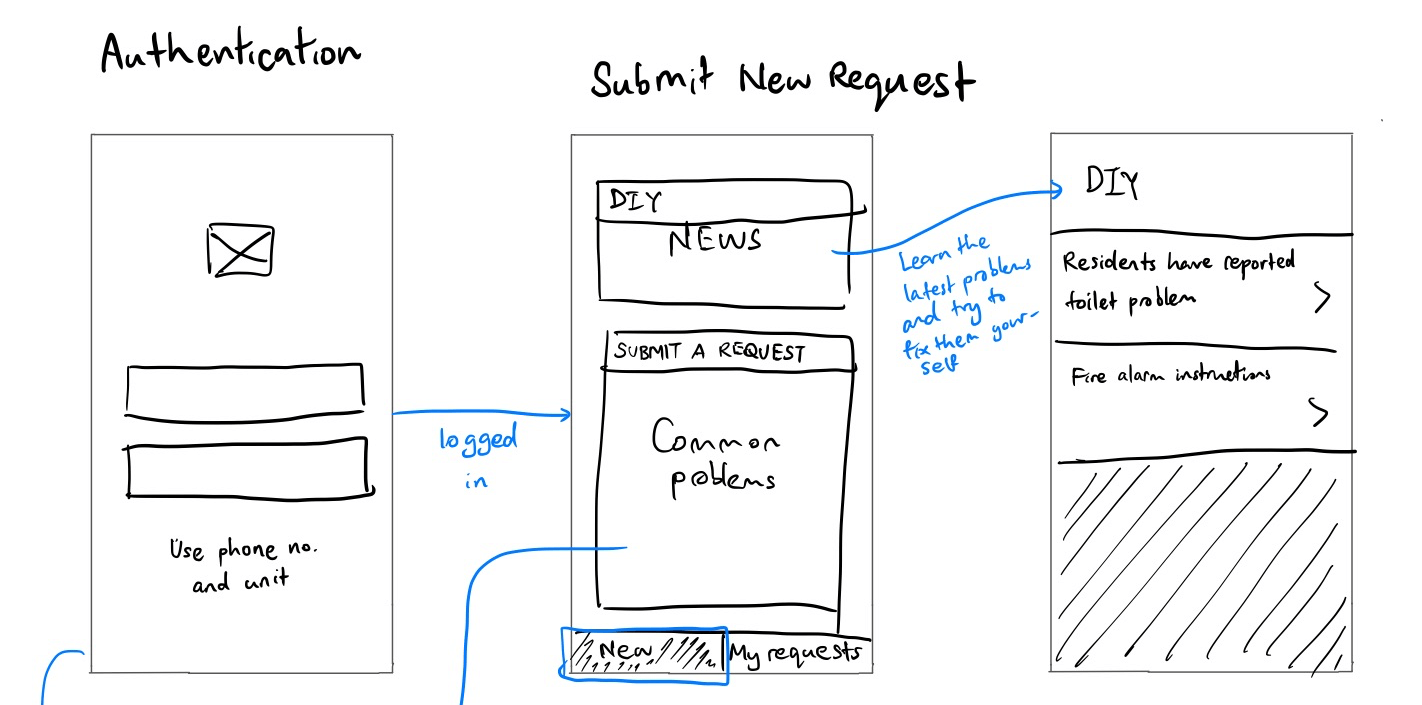 Authentication
Submit New Request
Use phone no.
and unit
logged
in
DIY
NEWS
SUBMIT A REQUEST
Common
problems
New
My requests
Learn the
latest problems
and try to
fix them your-
self
DIY
Residents have reported
toilet problem
Fire alarm instructions